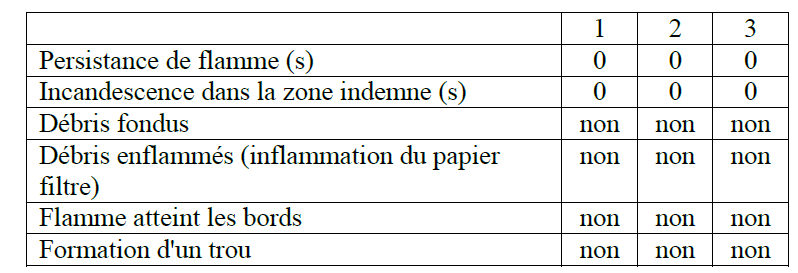 1 2 3
Persistance de flamme (s) 0 0 0
Incandescence dans la zone indemne (s) 0 0 0
Débris fondus non non non
Débris enflammés (inflammation du papier non non non
filtre)
Flamme atteint les bords non non non
Formation d'un trou non non non